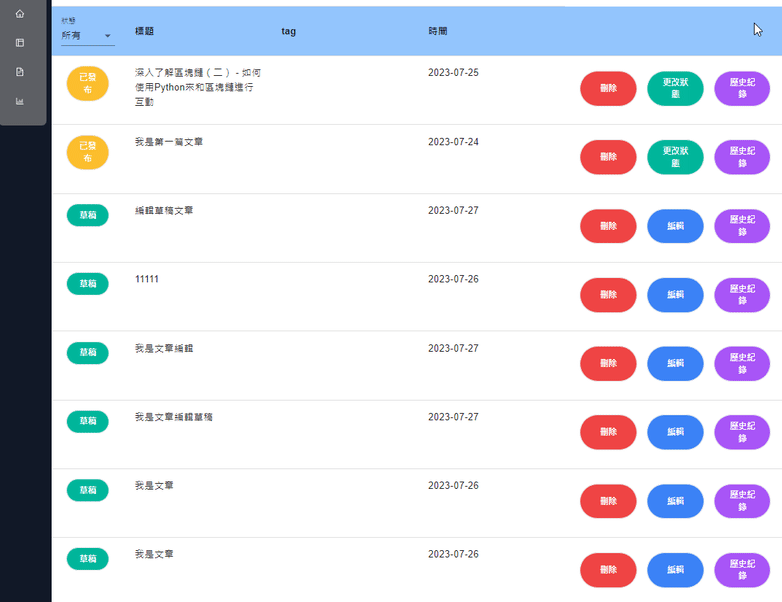 狀態
所有
標題
tag
時間
已發
布
深入了解區塊鏈（二） - 如何
使用Python來和區塊鏈進行
互動
2023-07-25
刪除
更改狀
態
歷史紀
錄
已發
布
我是第一篇文章
2023-07-24
刪除
更改狀
態
歷史紀
錄
草稿
編輯草稿文章
2023-07-27
刪除
編輯
歷史紀
錄
草稿
11111
2023-07-26
刪除
編輯
歷史紀
錄
草稿
我是文章編輯
2023-07-27
刪除
編輯
歷史紀
錄
草稿
我是文章編輯草稿
2023-07-27
刪除
編輯
歷史紀
錄
草稿
我是文章
2023-07-26
刪除
編輯
歷史紀
錄
草稿
我是文章
2023-07-26
刪除
編輯
歷史紀
錄